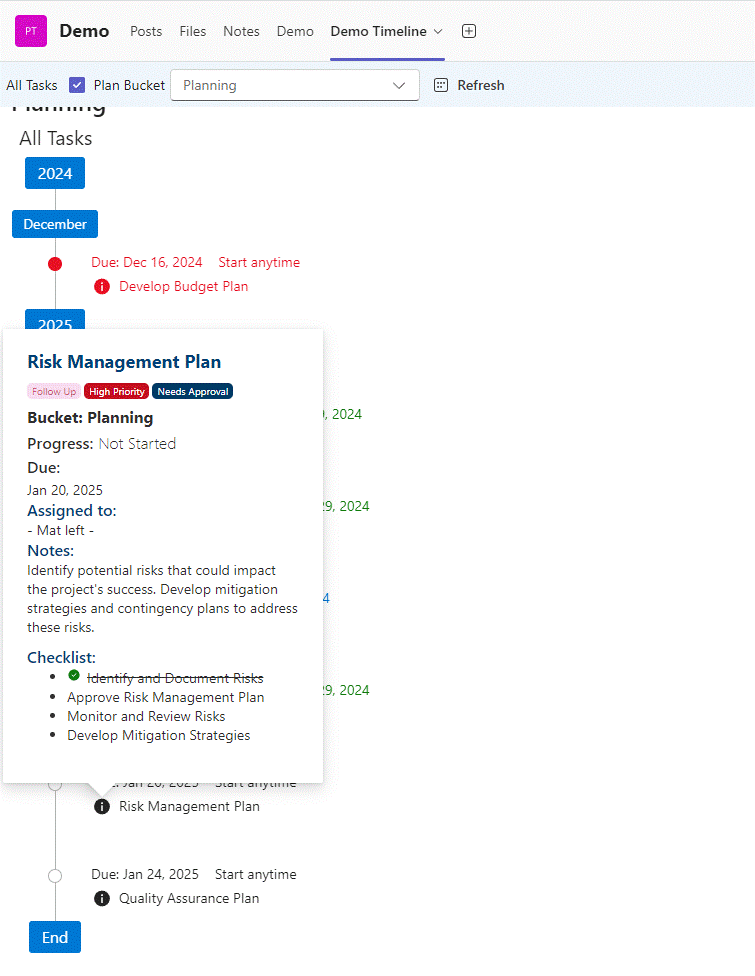 PT Demo Posts Files Notes Demo Demo Timeline
All Tasks Plan Bucket Planning Refresh
Planning
All Tasks
2024
December
Due: Dec 16, 2024 Start anytime
Develop Budget Plan
2025
Risk Management Plan
Follow Up High Priority Needs Approval
Bucket: Planning
, 2024
Progress: Not Started
Due:
Jan 20, 2025
29, 2024
Assigned to:
- Mat left -
Notes:
Identify potential risks that could impact
the project's success. Develop mitigation
4
strategies and contingency plans to address
these risks.
Checklist:
Identify and Document Risks
29, 2024
Approve Risk Management Plan
Monitor and Review Risks
Develop Mitigation Strategies
Jan 20, 2025 Start anytime
Risk Management Plan
Due: Jan 24, 2025 Start anytime
Quality Assurance Plan
End